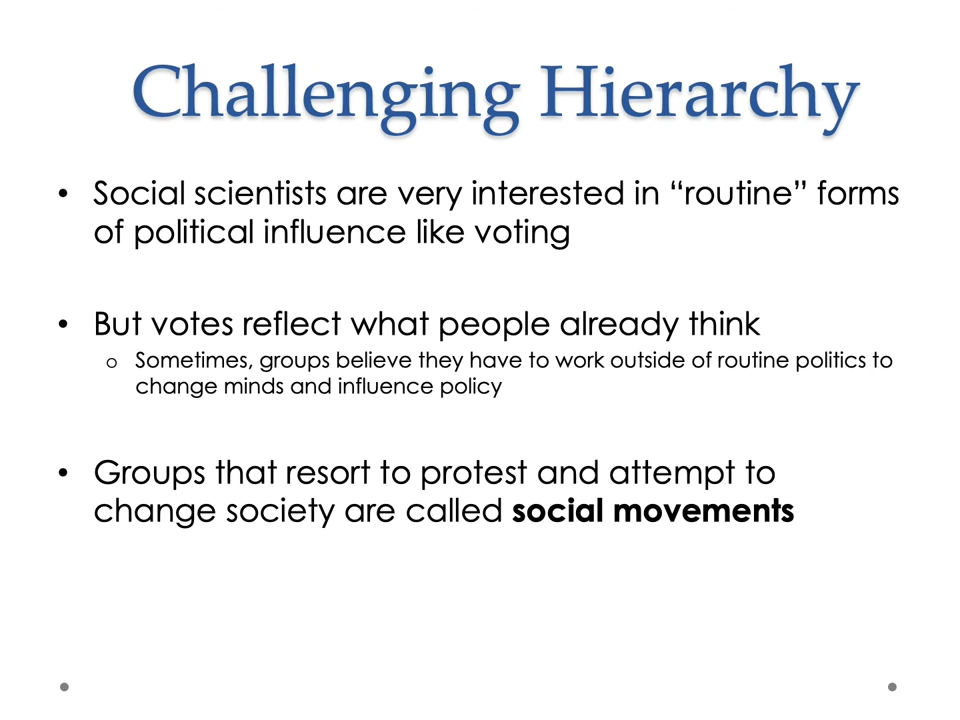 Challenging Hierarchy
• Social scientists are very interested in “routine” forms
of political influence like voting
• But votes reflect what people already think
o Sometimes, groups believe they have to work outside of routine politics to
change minds and influence policy
• Groups that resort to protest and attempt to
change society are called social movements